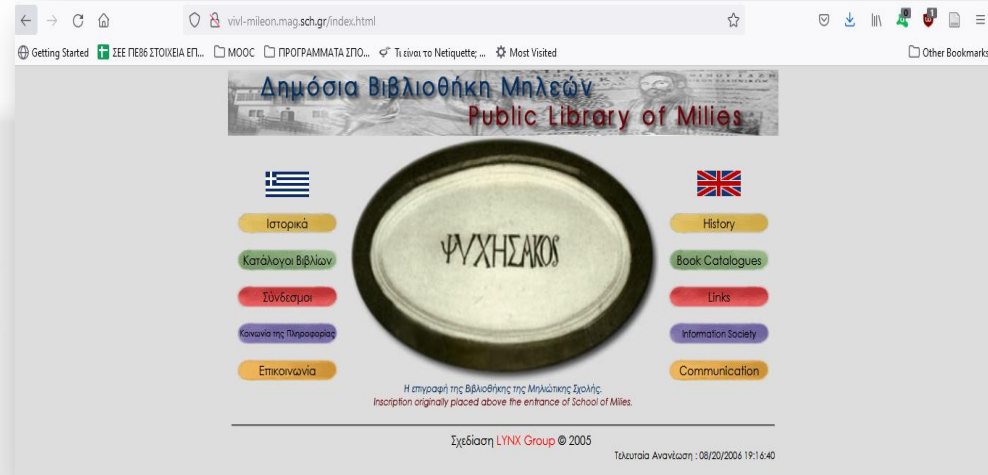 vivl-mileon.mag.sch.gr/index.html
Getting Started ΣΕΕ ΠΕ86 ΣΤΟΙΧΕΙΑ ΕΠ... MOOC ΠΡΟΓΡΑΜΜΑΤΑ ΣΠΟ... Τι είναι το Netiquette; ... Most Visited Other Bookmarks
Δημόσια Βιβλιοθήκη Μηλεών
Public Library of Milies
Ιστορικά
Κατάλογοι Βιβλίων
Σύνδεσμοι
Κοινωνία της Πληροφορίας
Επικοινωνία
ΨΥΧΗΣΑΚΟΣ
History
Book Catalogues
Links
Information Society
Communication
Η επιγραφή της Βιβλιοθήκης της Μηλιώτικης Σχολής.
Inscription originally placed above the entrance of School of Milies.
Σχεδίαση LYNX Group © 2005
Τελευταία Ανανέωση : 08/20/2006 19:16:40